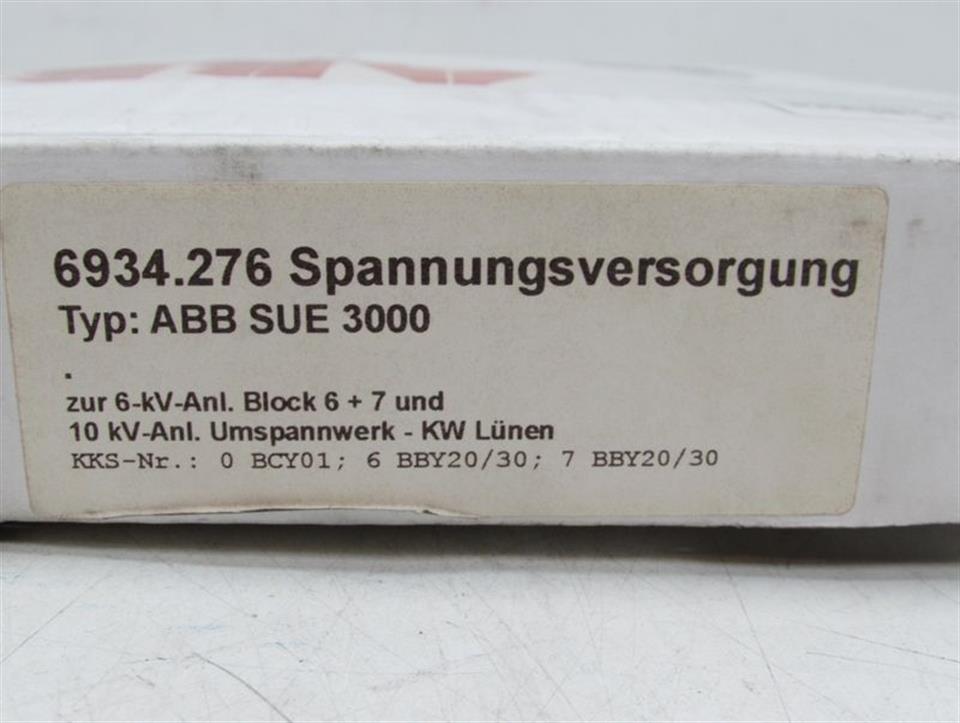 6934.276 Spannungsversorgung
Typ: ABB SUE 3000
.
zur 6-kV-Anl. Block 6 + 7 und
10 kV-Anl. Umspannwerk - KW Lünen
KKS-Nr.: 0 BCY01; 6 BBY20/30; 7 BBY20/30